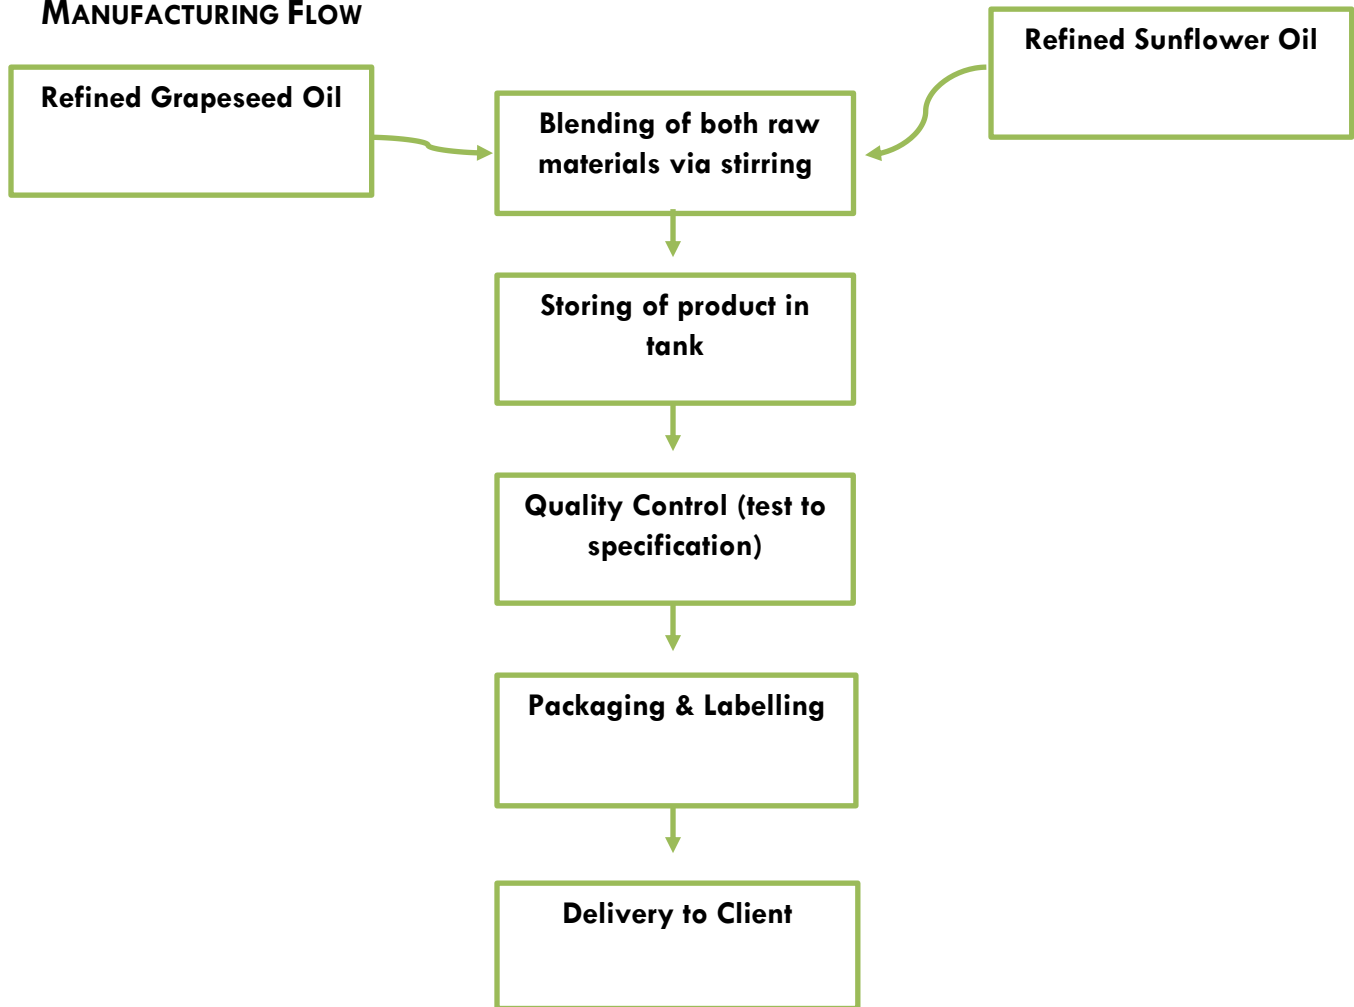 MANUFACTURING FLOW
Refined Sunflower Oil
Refined Grapeseed Oil
Blending of both raw
materials via stirring
Storing of product in
tank
Quality Control (test to
specification)
Packaging & Labelling
Delivery to Client